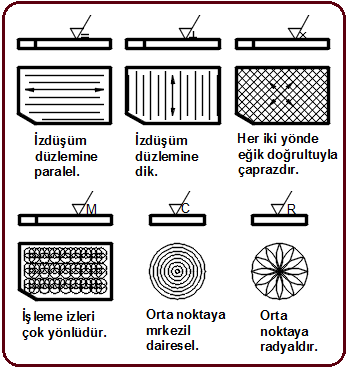 = ⊥ X
İzdüşüm
düzlemine
paralel.
İzdüşüm
düzlemine
dik.
Her iki yönde
eğik doğrultuyla
çaprazdır.
M C R
İşleme izleri
çok yönlüdür.
Orta noktaya
mrkezil
dairesel.
Orta
noktaya
radyaldır.